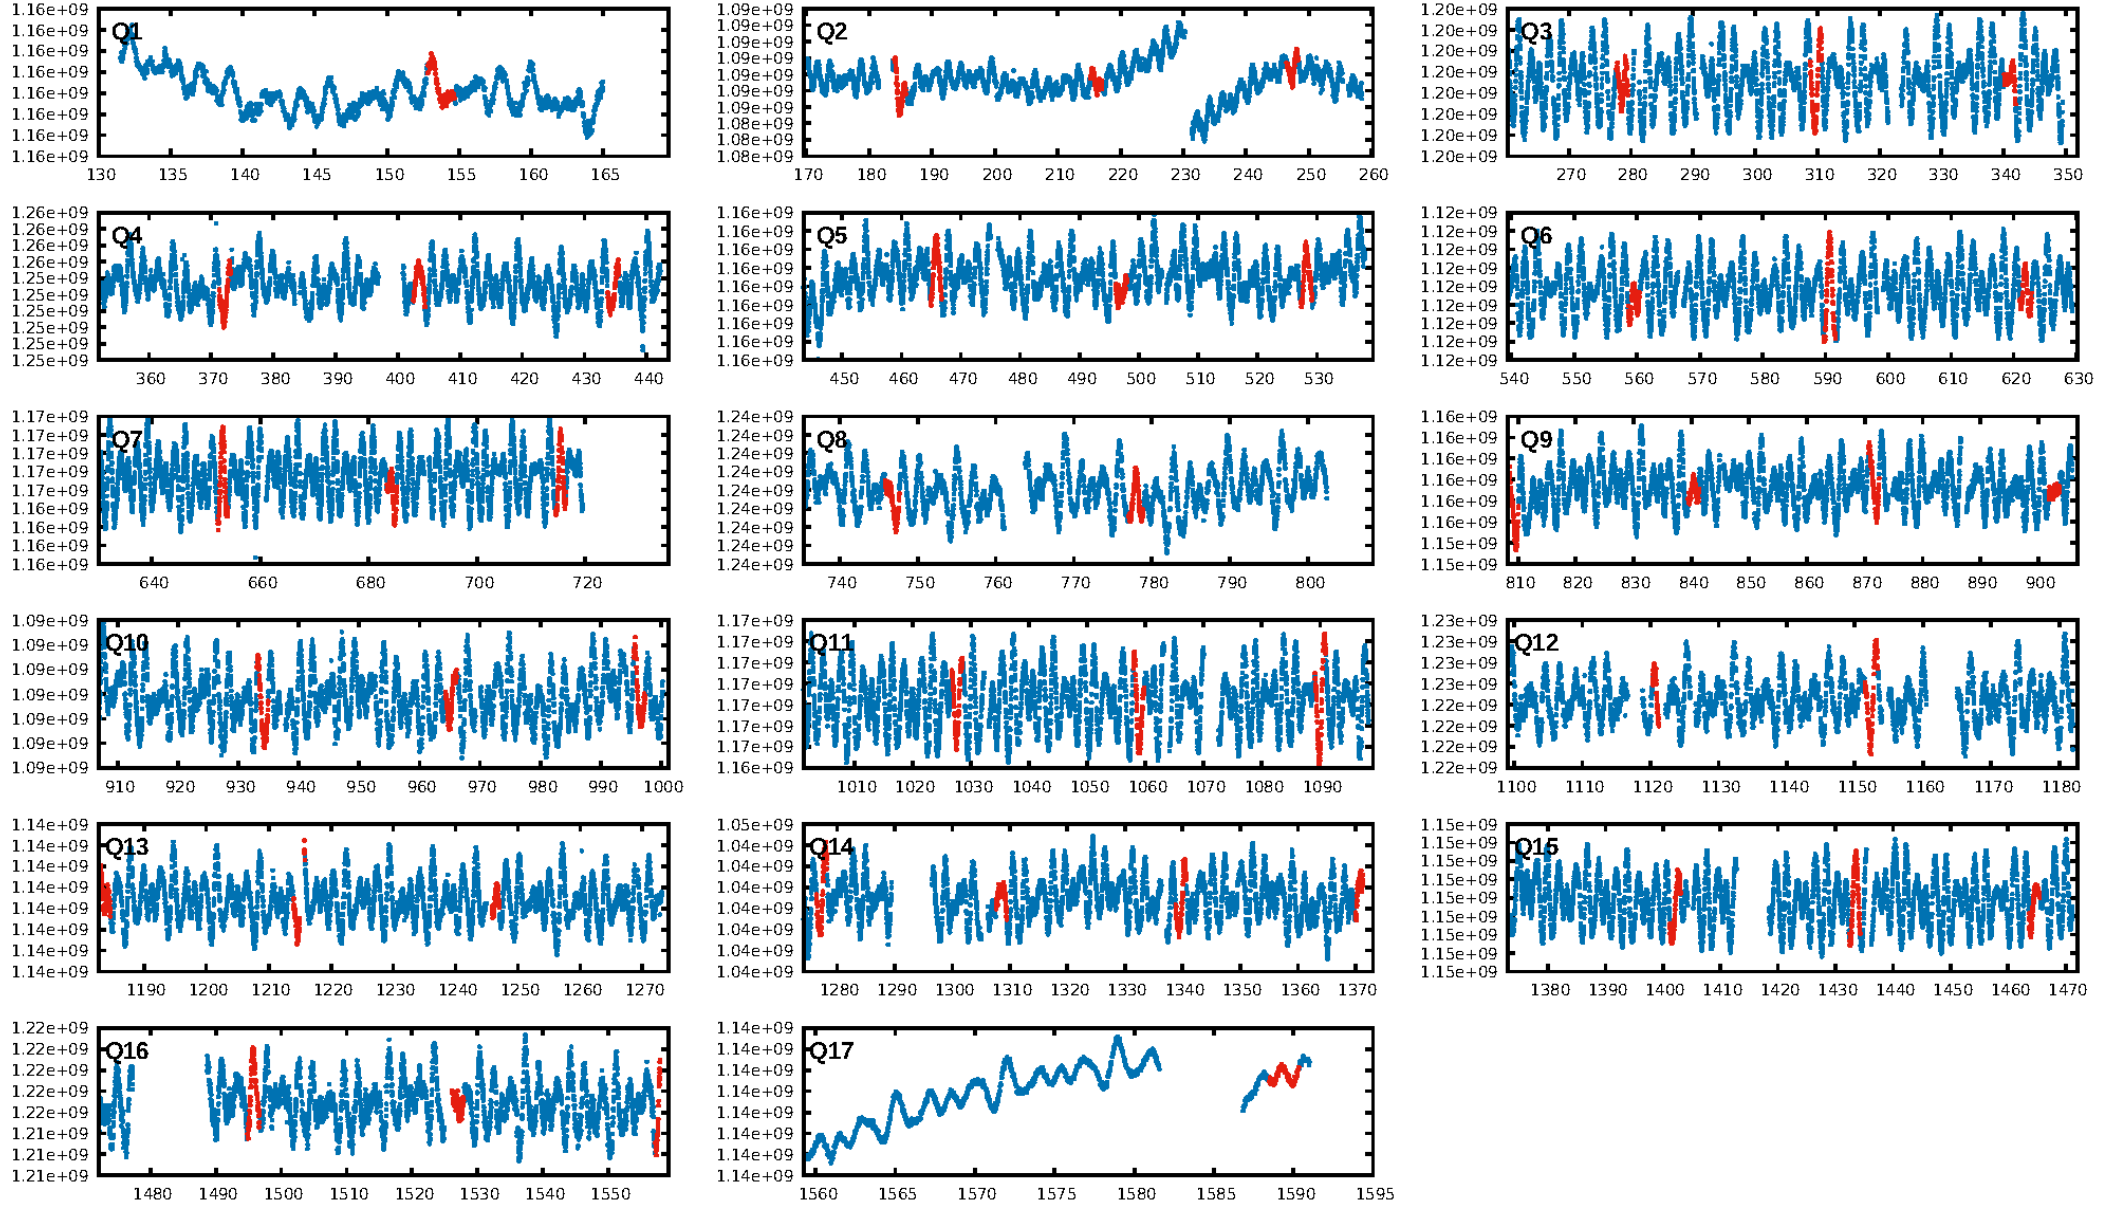 Q1
1.16e+09
1.16e+09
1.16e+09
1.16e+09
1.16e+09
1.16e+09
1.16e+09
1.16e+09
130 135 140 145 150 155 160 165
Q2
1.09e+09
1.09e+09
1.09e+09
1.09e+09
1.09e+09
1.09e+09
1.09e+09
1.08e+09
1.08e+09
1.08e+09
170 180 190 200 210 220 230 240 250 260
Q3
1.20e+09
1.20e+09
1.20e+09
1.20e+09
1.20e+09
1.20e+09
1.20e+09
1.20e+09
270 280 290 300 310 320 330 340 350
Q4
1.26e+09
1.26e+09
1.26e+09
1.26e+09
1.25e+09
1.25e+09
1.25e+09
1.25e+09
1.25e+09
1.25e+09
360 370 380 390 400 410 420 430 440
Q5
1.16e+09
1.16e+09
1.16e+09
1.16e+09
1.16e+09
1.16e+09
1.16e+09
1.16e+09
1.16e+09
450 460 470 480 490 500 510 520 530
Q6
1.12e+09
1.12e+09
1.12e+09
1.12e+09
1.12e+09
1.12e+09
1.12e+09
1.12e+09
1.12e+09
540 550 560 570 580 590 600 610 620 630
Q7
1.17e+09
1.17e+09
1.17e+09
1.17e+09
1.17e+09
1.17e+09
1.16e+09
1.16e+09
1.16e+09
640 660 680 700 720
Q8
1.24e+09
1.24e+09
1.24e+09
1.24e+09
1.24e+09
1.24e+09
1.24e+09
1.24e+09
1.24e+09
740 750 760 770 780 790 800
Q9
1.16e+09
1.16e+09
1.16e+09
1.16e+09
1.16e+09
1.16e+09
1.15e+09
1.15e+09
810 820 830 840 850 860 870 880 890 900
Q10
1.09e+09
1.09e+09
1.09e+09
1.09e+09
1.09e+09
1.09e+09
1.09e+09
910 920 930 940 950 960 970 980 990 1000
Q11
1.17e+09
1.17e+09
1.17e+09
1.17e+09
1.17e+09
1.17e+09
1.17e+09
1.16e+09
1010 1020 1030 1040 1050 1060 1070 1080 1090
Q12
1.23e+09
1.23e+09
1.23e+09
1.23e+09
1.22e+09
1.22e+09
1.22e+09
1.22e+09
1100 1110 1120 1130 1140 1150 1160 1170 1180
Q13
1.14e+09
1.14e+09
1.14e+09
1.14e+09
1.14e+09
1.14e+09
1.14e+09
1.14e+09
1190 1200 1210 1220 1230 1240 1250 1260 1270
Q14
1.05e+09
1.04e+09
1.04e+09
1.04e+09
1.04e+09
1.04e+09
1.04e+09
1.04e+09
1280 1290 1300 1310 1320 1330 1340 1350 1360 1370
Q15
1.15e+09
1.15e+09
1.15e+09
1.15e+09
1.15e+09
1.15e+09
1.15e+09
1.15e+09
1.15e+09
1380 1390 1400 1410 1420 1430 1440 1450 1460 1470
Q16
1.22e+09
1.22e+09
1.22e+09
1.22e+09
1.22e+09
1.21e+09
1.21e+09
1.21e+09
1480 1490 1500 1510 1520 1530 1540 1550
Q17
1.14e+09
1.14e+09
1.14e+09
1.14e+09
1.14e+09
1.14e+09
1.14e+09
1.14e+09
1560 1565 1570 1575 1580 1585 1590 1595